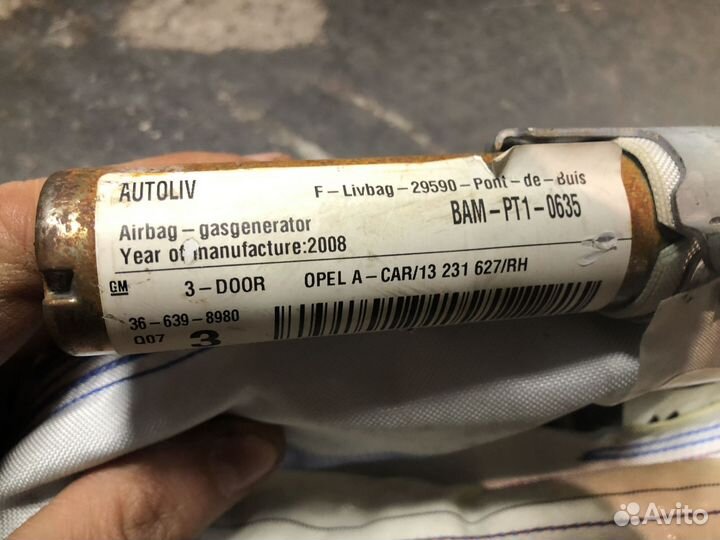 AUTOLIV
F-Livbag-29590-Pont-de-Buis
Airbag-gasgenerator
BAM-PT1-0635
Year of manufacture:2008
GM 3-DOOR OPEL A-CAR/13 231 627/RH
36-639-8980
Q07 3
Avito